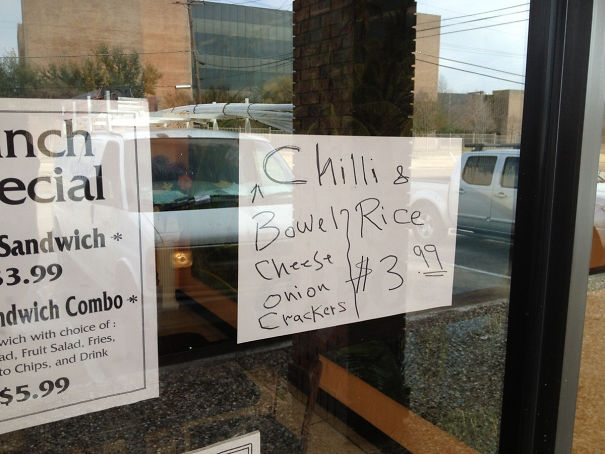 nch
ecial
Sandwich *
$3.99
ndwich Combo *
wich with choice of :
ad, Fruit Salad, Fries,
to Chips, and Drink
$5.99
Chilli &
Bowel Rice
Cheese
onion $3.99
Crackers